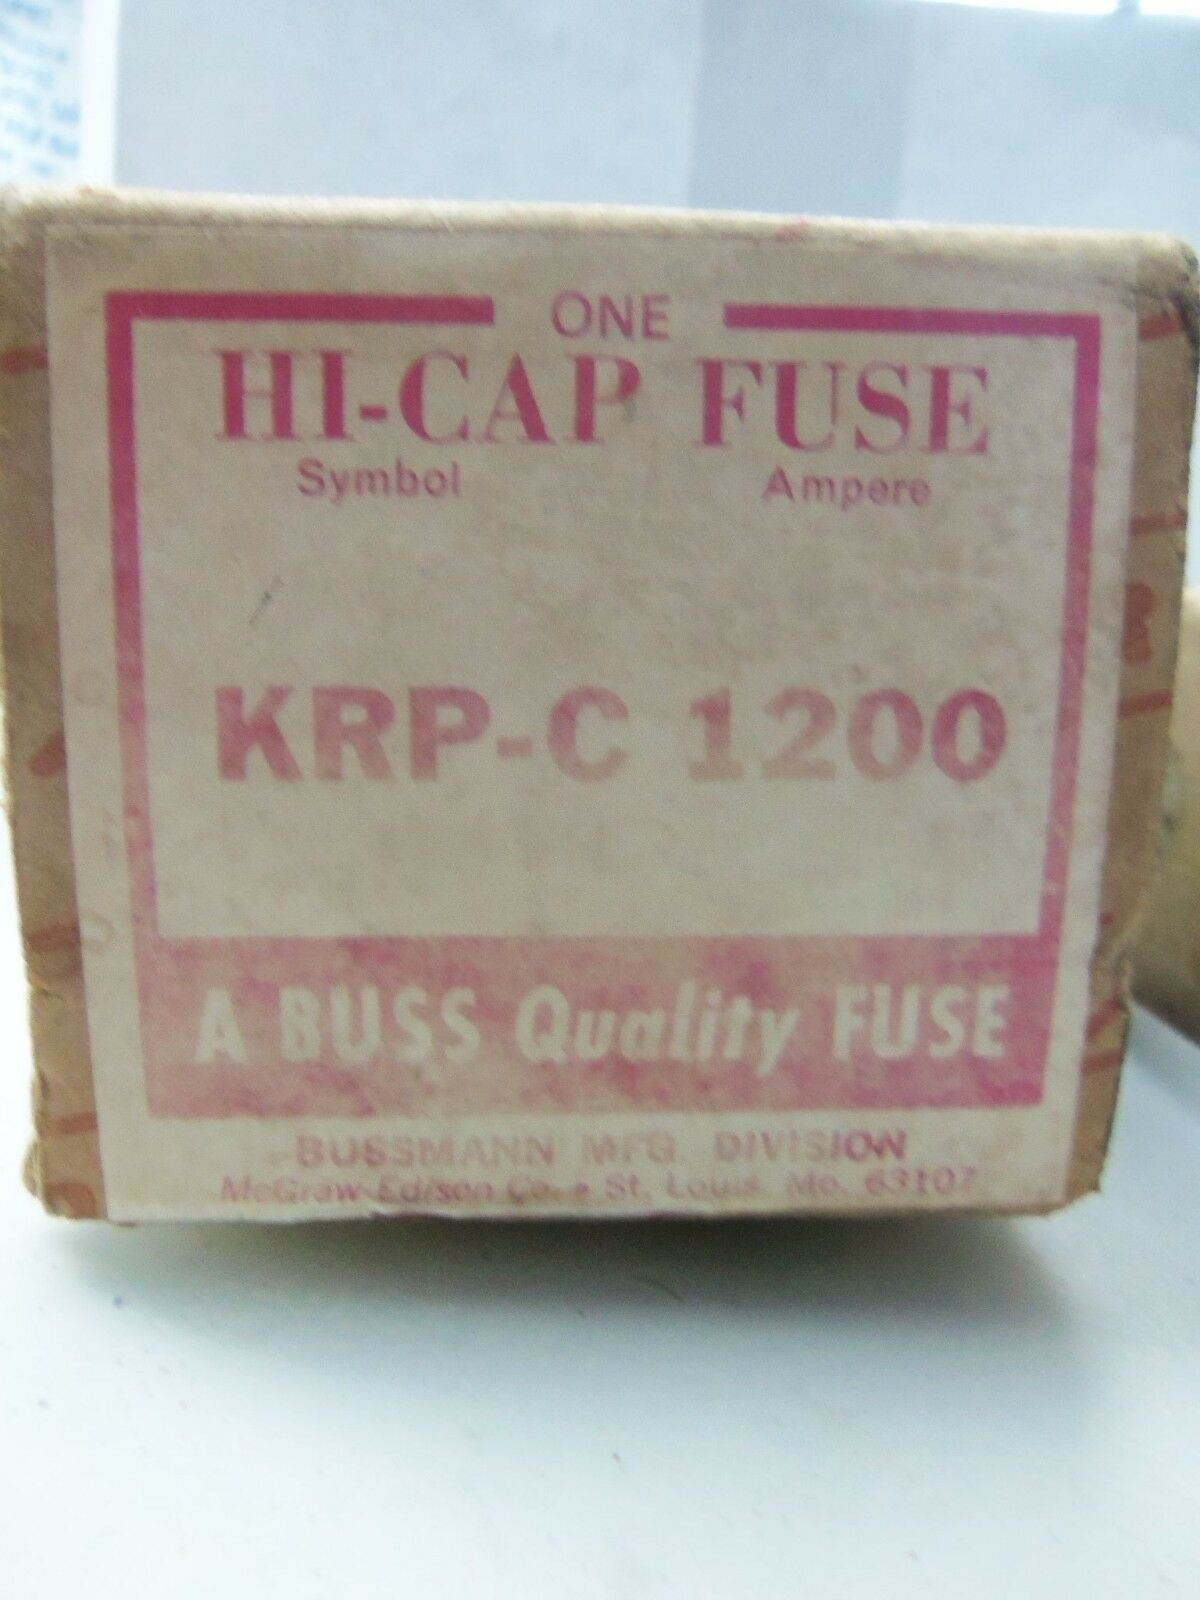 ONE
HI-CAP FUSE
Symbol Ampere
KRP-C 1200
A BUSS Quality FUSE
BUSSMANN MFG. DIVISION
McGraw-Edison Co. • St. Louis Mo. 63107